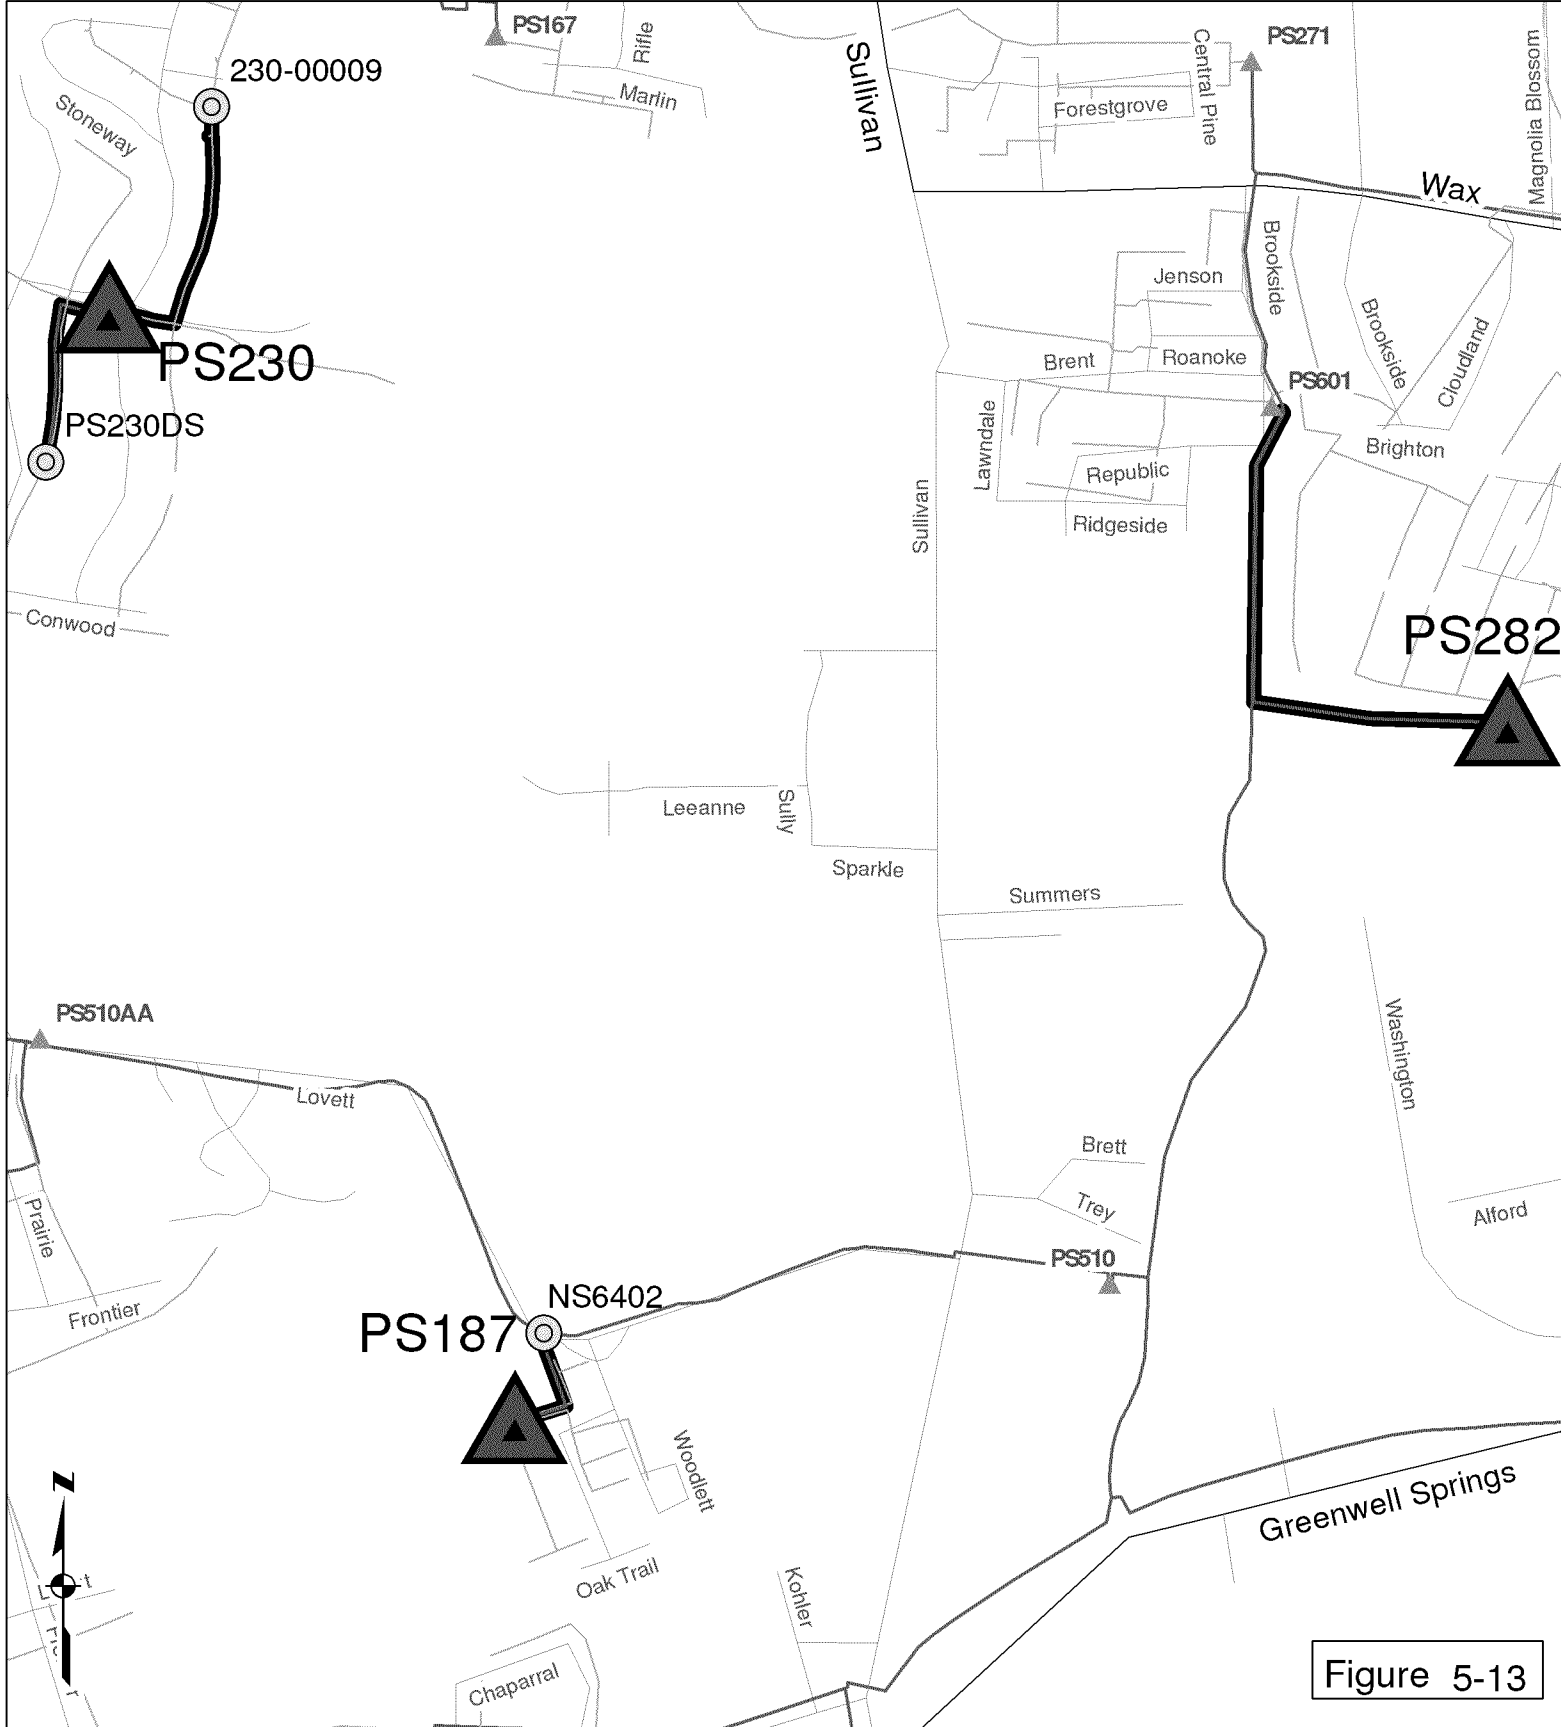 PS167
Rifle
Marlin
230-00009
Stoneway
Sullivan
Central Pine
PS271
Forestgrove
Magnolia Blossom
Wax
Jenson
Brookside
Brookside
Cloudland
Brent
Roanoke
PS601
PS230
PS230DS
Lawndale
Republic
Ridgeside
Brighton
Sullivan
Conwood
PS282
Leeanne
Sully
Sparkle
Summers
PS510AA
Lovett
Washington
Brett
Trey
Alford
Prairie
Frontier
PS510
NS6402
PS187
Woodlett
Greenwell Springs
Oak Trail
Kohler
Chaparral
Z
Figure 5-13